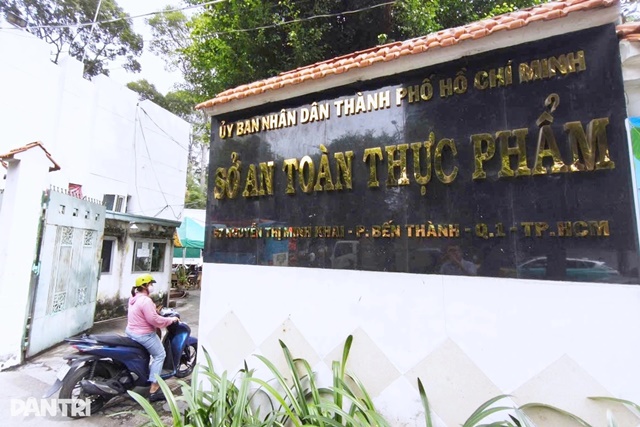 ỦY BAN NHÂN DÂN THÀNH PHỐ HỒ CHÍ MINH
SỞ AN TOÀN THỰC PHẨM
57 NGUYỄN THỊ MINH KHAI - P. BẾN THÀNH - Q.1 - TP.HCM
DANTRI